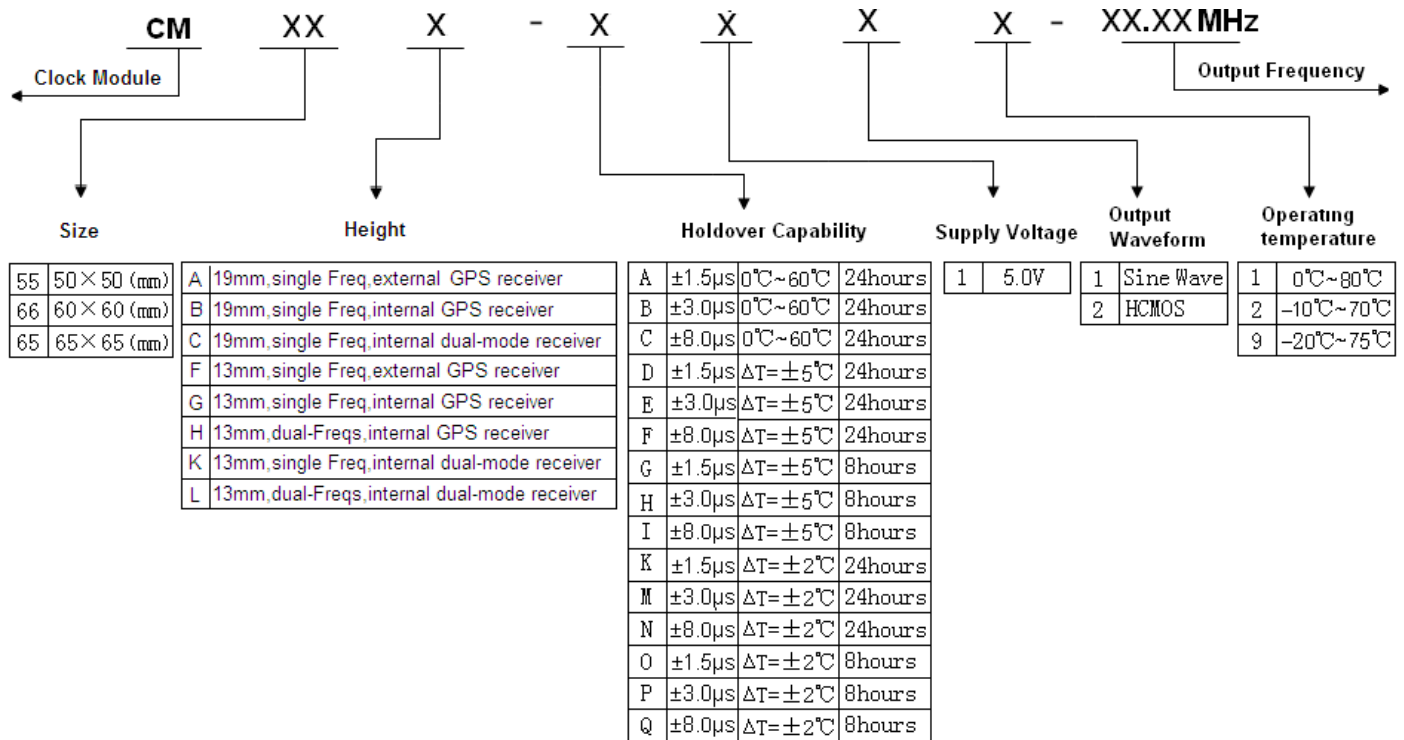 CM XX X - X X X X - XX.XX MHz
Clock Module
Output Frequency
Size
55 50×50 (mm)
66 60×60 (mm)
65 65×65 (mm)
Height
A 19mm,single Freq,external GPS receiver
B 19mm,single Freq,internal GPS receiver
C 19mm,single Freq,internal dual-mode receiver
F 13mm,single Freq,external GPS receiver
G 13mm,single Freq,internal GPS receiver
H 13mm,dual-Freqs,internal GPS receiver
K 13mm,single Freq,internal dual-mode receiver
L 13mm,dual-Freqs,internal dual-mode receiver
Holdover Capability
A ±1.5μs 0℃~60℃ 24hours
B ±3.0μs 0℃~60℃ 24hours
C ±8.0μs 0℃~60℃ 24hours
D ±1.5μs ΔT=±5℃ 24hours
E ±3.0μs ΔT=±5℃ 24hours
F ±8.0μs ΔT=±5℃ 24hours
G ±1.5μs ΔT=±5℃ 8hours
H ±3.0μs ΔT=±5℃ 8hours
I ±8.0μs ΔT=±5℃ 8hours
K ±1.5μs ΔT=±2℃ 24hours
M ±3.0μs ΔT=±2℃ 24hours
N ±8.0μs ΔT=±2℃ 24hours
O ±1.5μs ΔT=±2℃ 8hours
P ±3.0μs ΔT=±2℃ 8hours
Q ±8.0μs ΔT=±2℃ 8hours
Supply Voltage
1 5.0V
Output
Waveform
1 Sine Wave
2 HCMOS
Operating
temperature
1 0℃~80℃
2 -10℃~70℃
9 -20℃~75℃